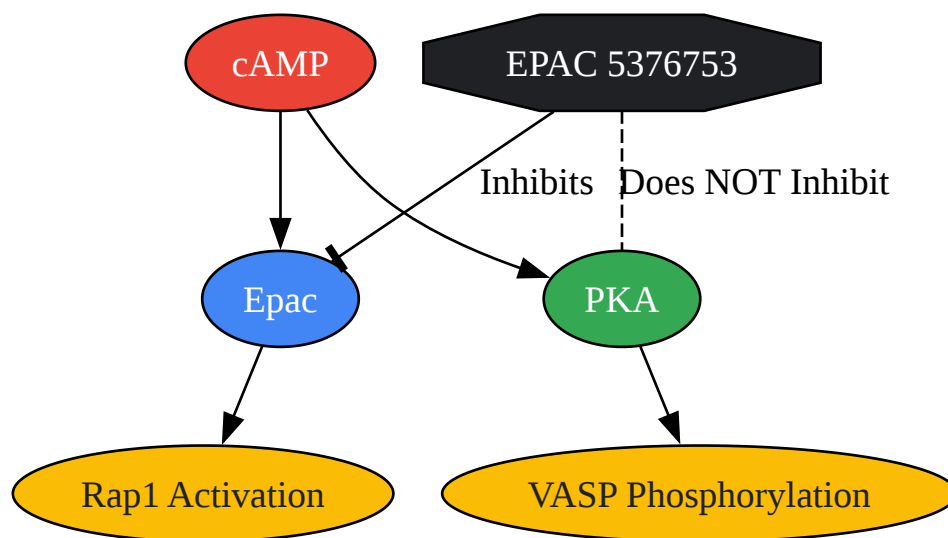 cAMP
EPAC 5376753
Inhibits
Does NOT Inhibit
Epac
PKA
Rap1 Activation
VASP Phosphorylation